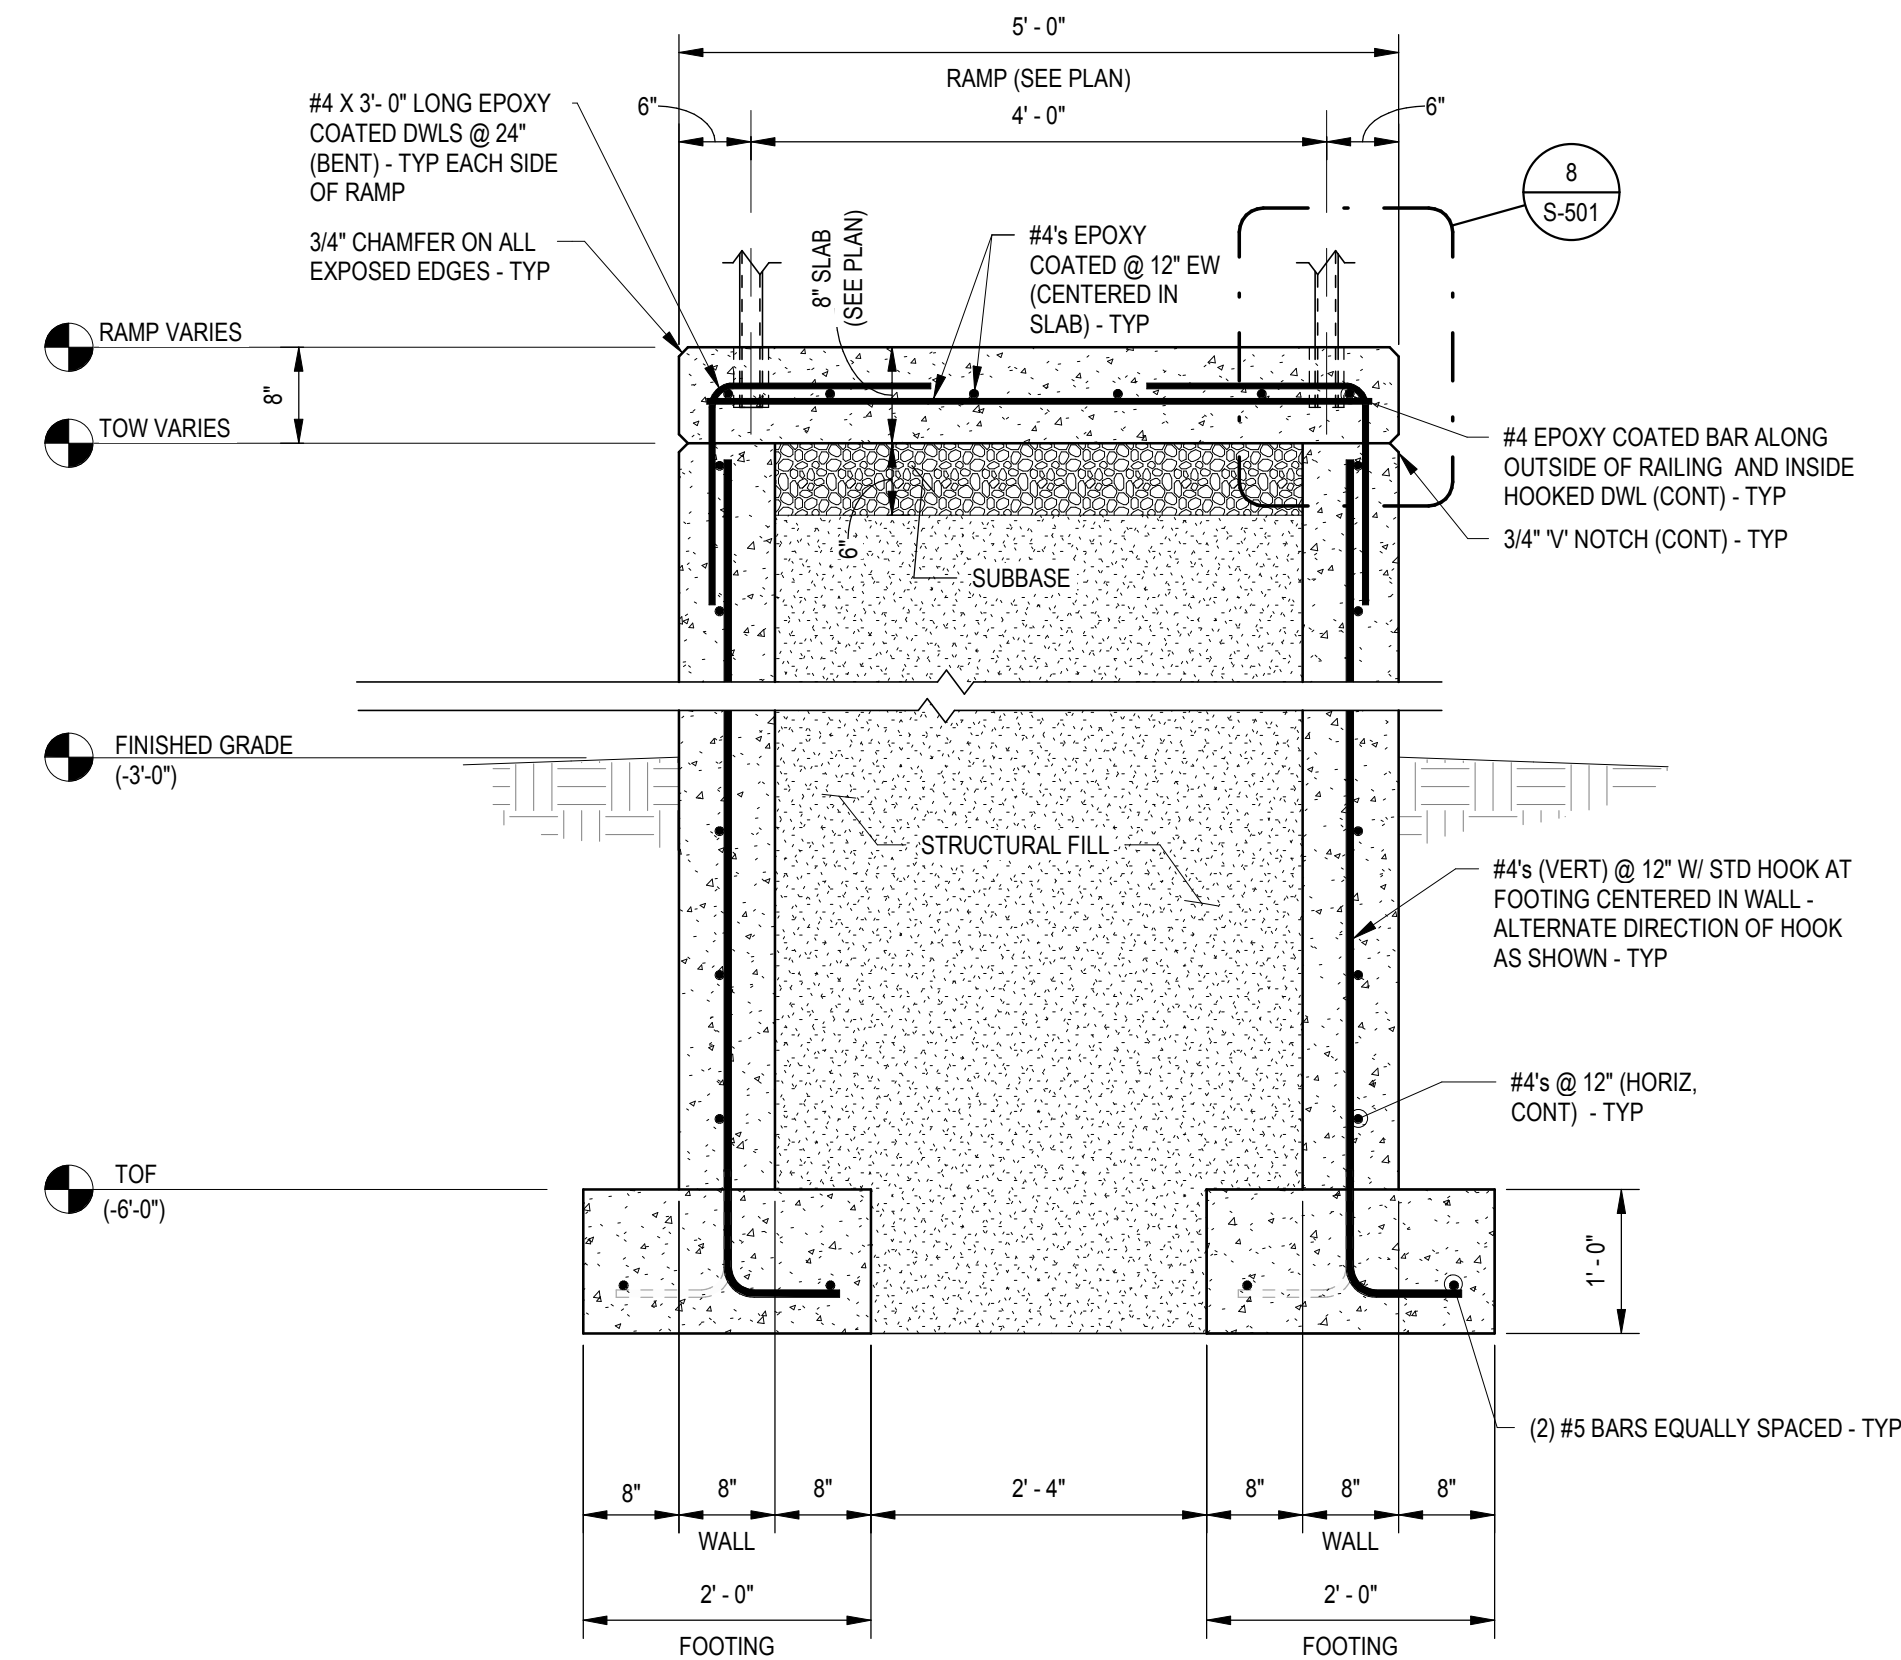 5' - 0"
RAMP (SEE PLAN)
6"
4' - 0"
6"
#4 X 3'- 0" LONG EPOXY
COATED DWLS @ 24"
(BENT) - TYP EACH SIDE
OF RAMP
3/4" CHAMFER ON ALL
EXPOSED EDGES - TYP
8" SLAB
(SEE PLAN)
#4's EPOXY
COATED @ 12" EW
(CENTERED IN
SLAB) - TYP
8
S-501
RAMP VARIES
8"
TOW VARIES
#4 EPOXY COATED BAR ALONG
OUTSIDE OF RAILING AND INSIDE
HOOKED DWL (CONT) - TYP
3/4" 'V' NOTCH (CONT) - TYP
6"
SUBBASE
FINISHED GRADE
(-3'-0")
STRUCTURAL FILL
#4's (VERT) @ 12" W/ STD HOOK AT
FOOTING CENTERED IN WALL -
ALTERNATE DIRECTION OF HOOK
AS SHOWN - TYP
#4's @ 12" (HORIZ,
CONT) - TYP
TOF
(-6'-0")
1' - 0"
(2) #5 BARS EQUALLY SPACED - TYP
8"
8"
8"
2' - 4"
8"
8"
8"
WALL
WALL
2' - 0"
2' - 0"
FOOTING
FOOTING